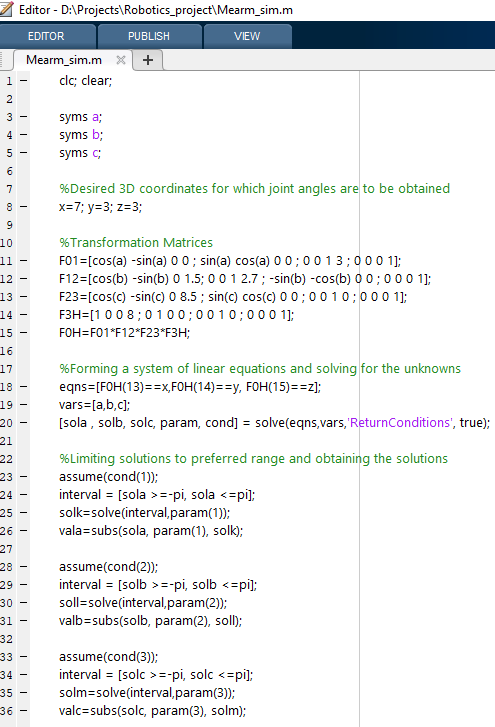 Editor - D:\Projects\Robotics_project\Mearm_sim.m
EDITOR PUBLISH VIEW
Mearm_sim.m × +
1 – clc; clear;
2
3 – syms a;
4 – syms b;
5 – syms c;
6
7 %Desired 3D coordinates for which joint angles are to be obtained
8 – x=7; y=3; z=3;
9
10 %Transformation Matrices
11 – F01=[cos(a) -sin(a) 0 0 ; sin(a) cos(a) 0 0 ; 0 0 1 3 ; 0 0 0 1];
12 – F12=[cos(b) -sin(b) 0 1.5; 0 0 1 2.7 ; -sin(b) -cos(b) 0 0 ; 0 0 0 1];
13 – F23=[cos(c) -sin(c) 0 8.5 ; sin(c) cos(c) 0 0 ; 0 0 1 0 ; 0 0 0 1];
14 – F3H=[1 0 0 8 ; 0 1 0 0 ; 0 0 1 0 ; 0 0 0 1];
15 – F0H=F01*F12*F23*F3H;
16
17 %Forming a system of linear equations and solving for the unknowns
18 – eqns=[F0H(13)==x,F0H(14)==y, F0H(15)==z];
19 – vars=[a,b,c];
20 – [sola , solb, solc, param, cond] = solve(eqns,vars,'ReturnConditions', true);
21
22 %Limiting solutions to preferred range and obtaining the solutions
23 – assume(cond(1));
24 – interval = [sola >=-pi, sola <=pi];
25 – solk=solve(interval,param(1));
26 – vala=subs(sola, param(1), solk);
27
28 – assume(cond(2));
29 – interval = [solb >=-pi, solb <=pi];
30 – soll=solve(interval,param(2));
31 – valb=subs(solb, param(2), soll);
32
33 – assume(cond(3));
34 – interval = [solc >=-pi, solc <=pi];
35 – solm=solve(interval,param(3));
36 – valc=subs(solc, param(3), solm);